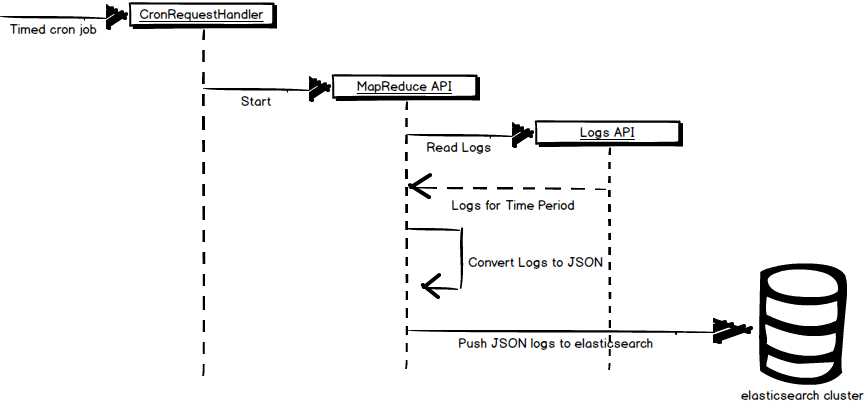 CronRequestHandler
Timed cron job
MapReduce API
Start
Logs API
Read Logs
Logs for Time Period
Convert Logs to JSON
Push JSON logs to elasticsearch
elasticsearch cluster